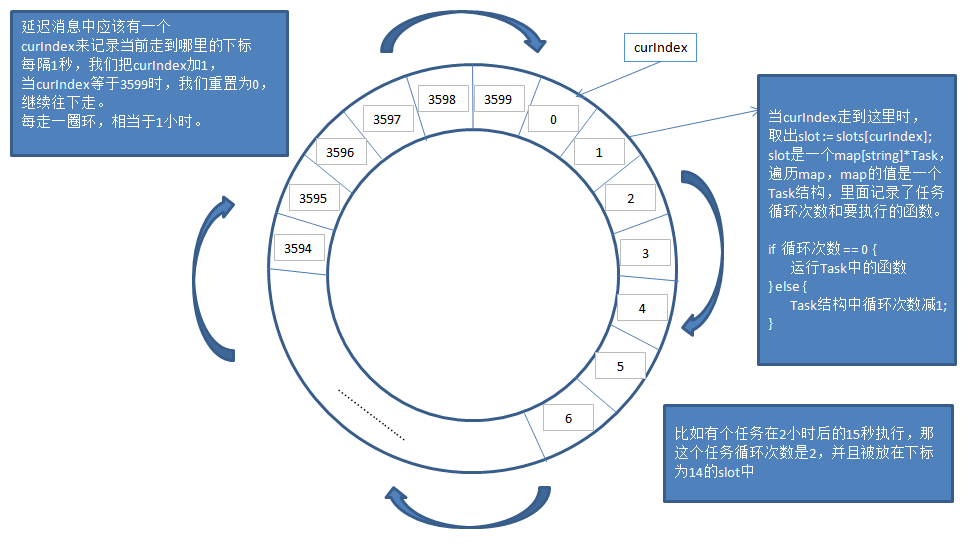 延迟消息中应该有一个
curIndex来记录当前走到哪里的下标
每隔1秒，我们把curIndex加1，
当curIndex等于3599时，我们重置为0，
继续往下走。
每走一圈环，相当于1小时。
curIndex
3598
3599
3597
0
3596
1
3595
2
3594
3
4
5
6
当curIndex走到这里时，
取出slot := slots[curIndex];
slot是一个map[string]*Task，
遍历map，map的值是一个
Task结构，里面记录了任务
循环次数和要执行的函数。
if 循环次数 == 0 {
运行Task中的函数
} else {
Task结构中循环次数减1;
}
比如有个任务在2小时后的15秒执行，那
这个任务循环次数是2，并且被放在下标
为14的slot中